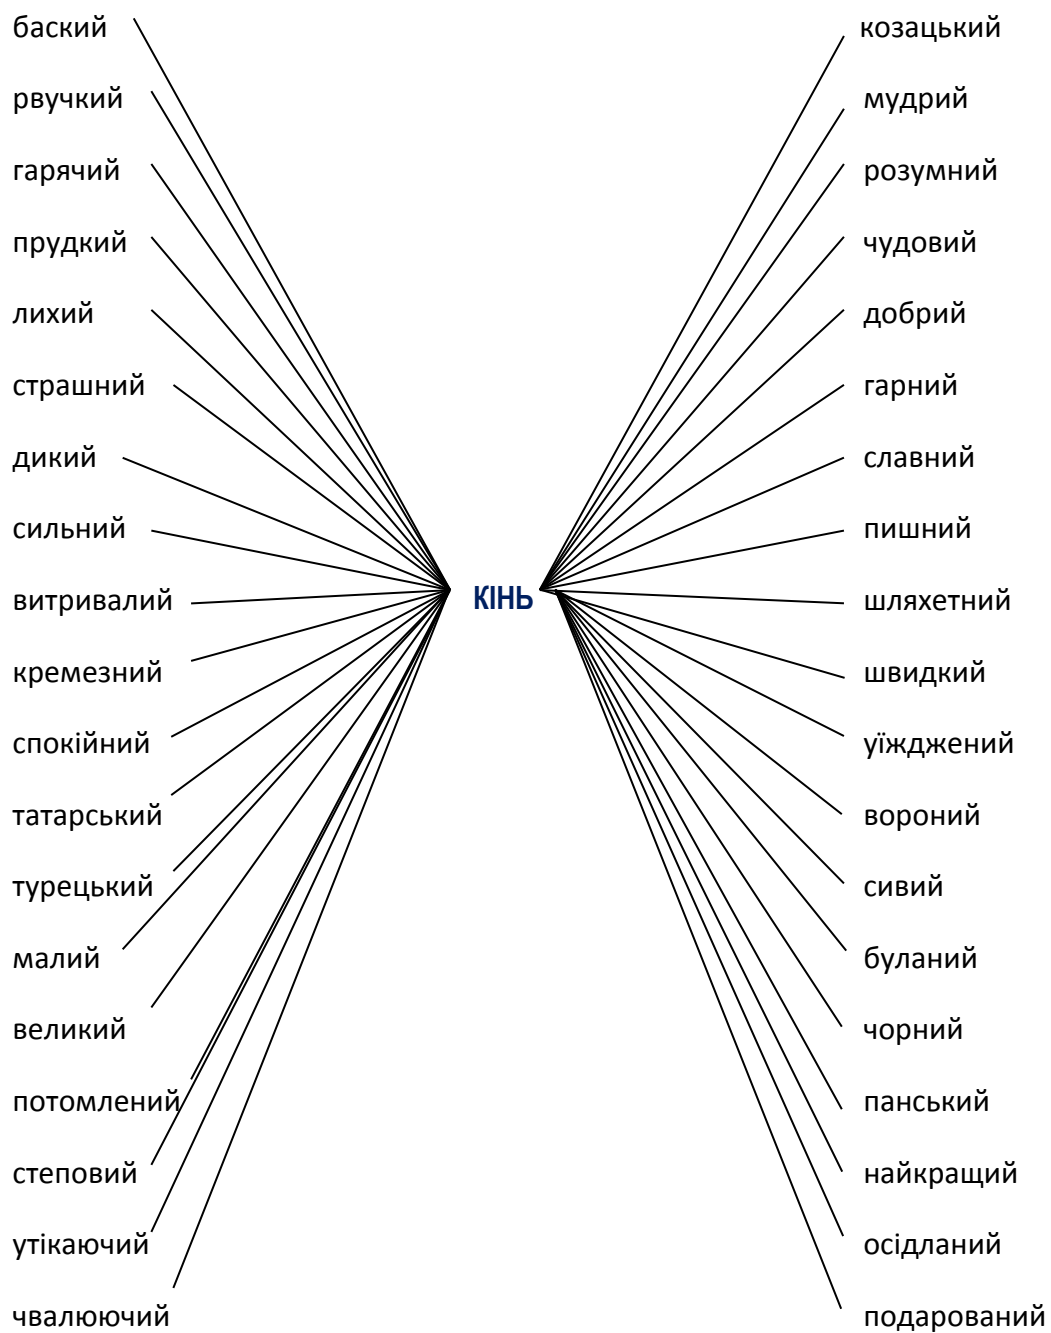 баский
рвучкий
гарячий
прудкий
лихий
страшний
дикий
сильний
витривалий
кремезний
спокійний
татарський
турецький
малий
великий
потомлений
степовий
утікаючий
чвалюючий
КІНЬ
козацький
мудрий
розумний
чудовий
добрий
гарний
славний
пишний
шляхетний
швидкий
уїжджений
вороний
сивий
буланий
чорний
панський
найкращий
осідланий
подарований